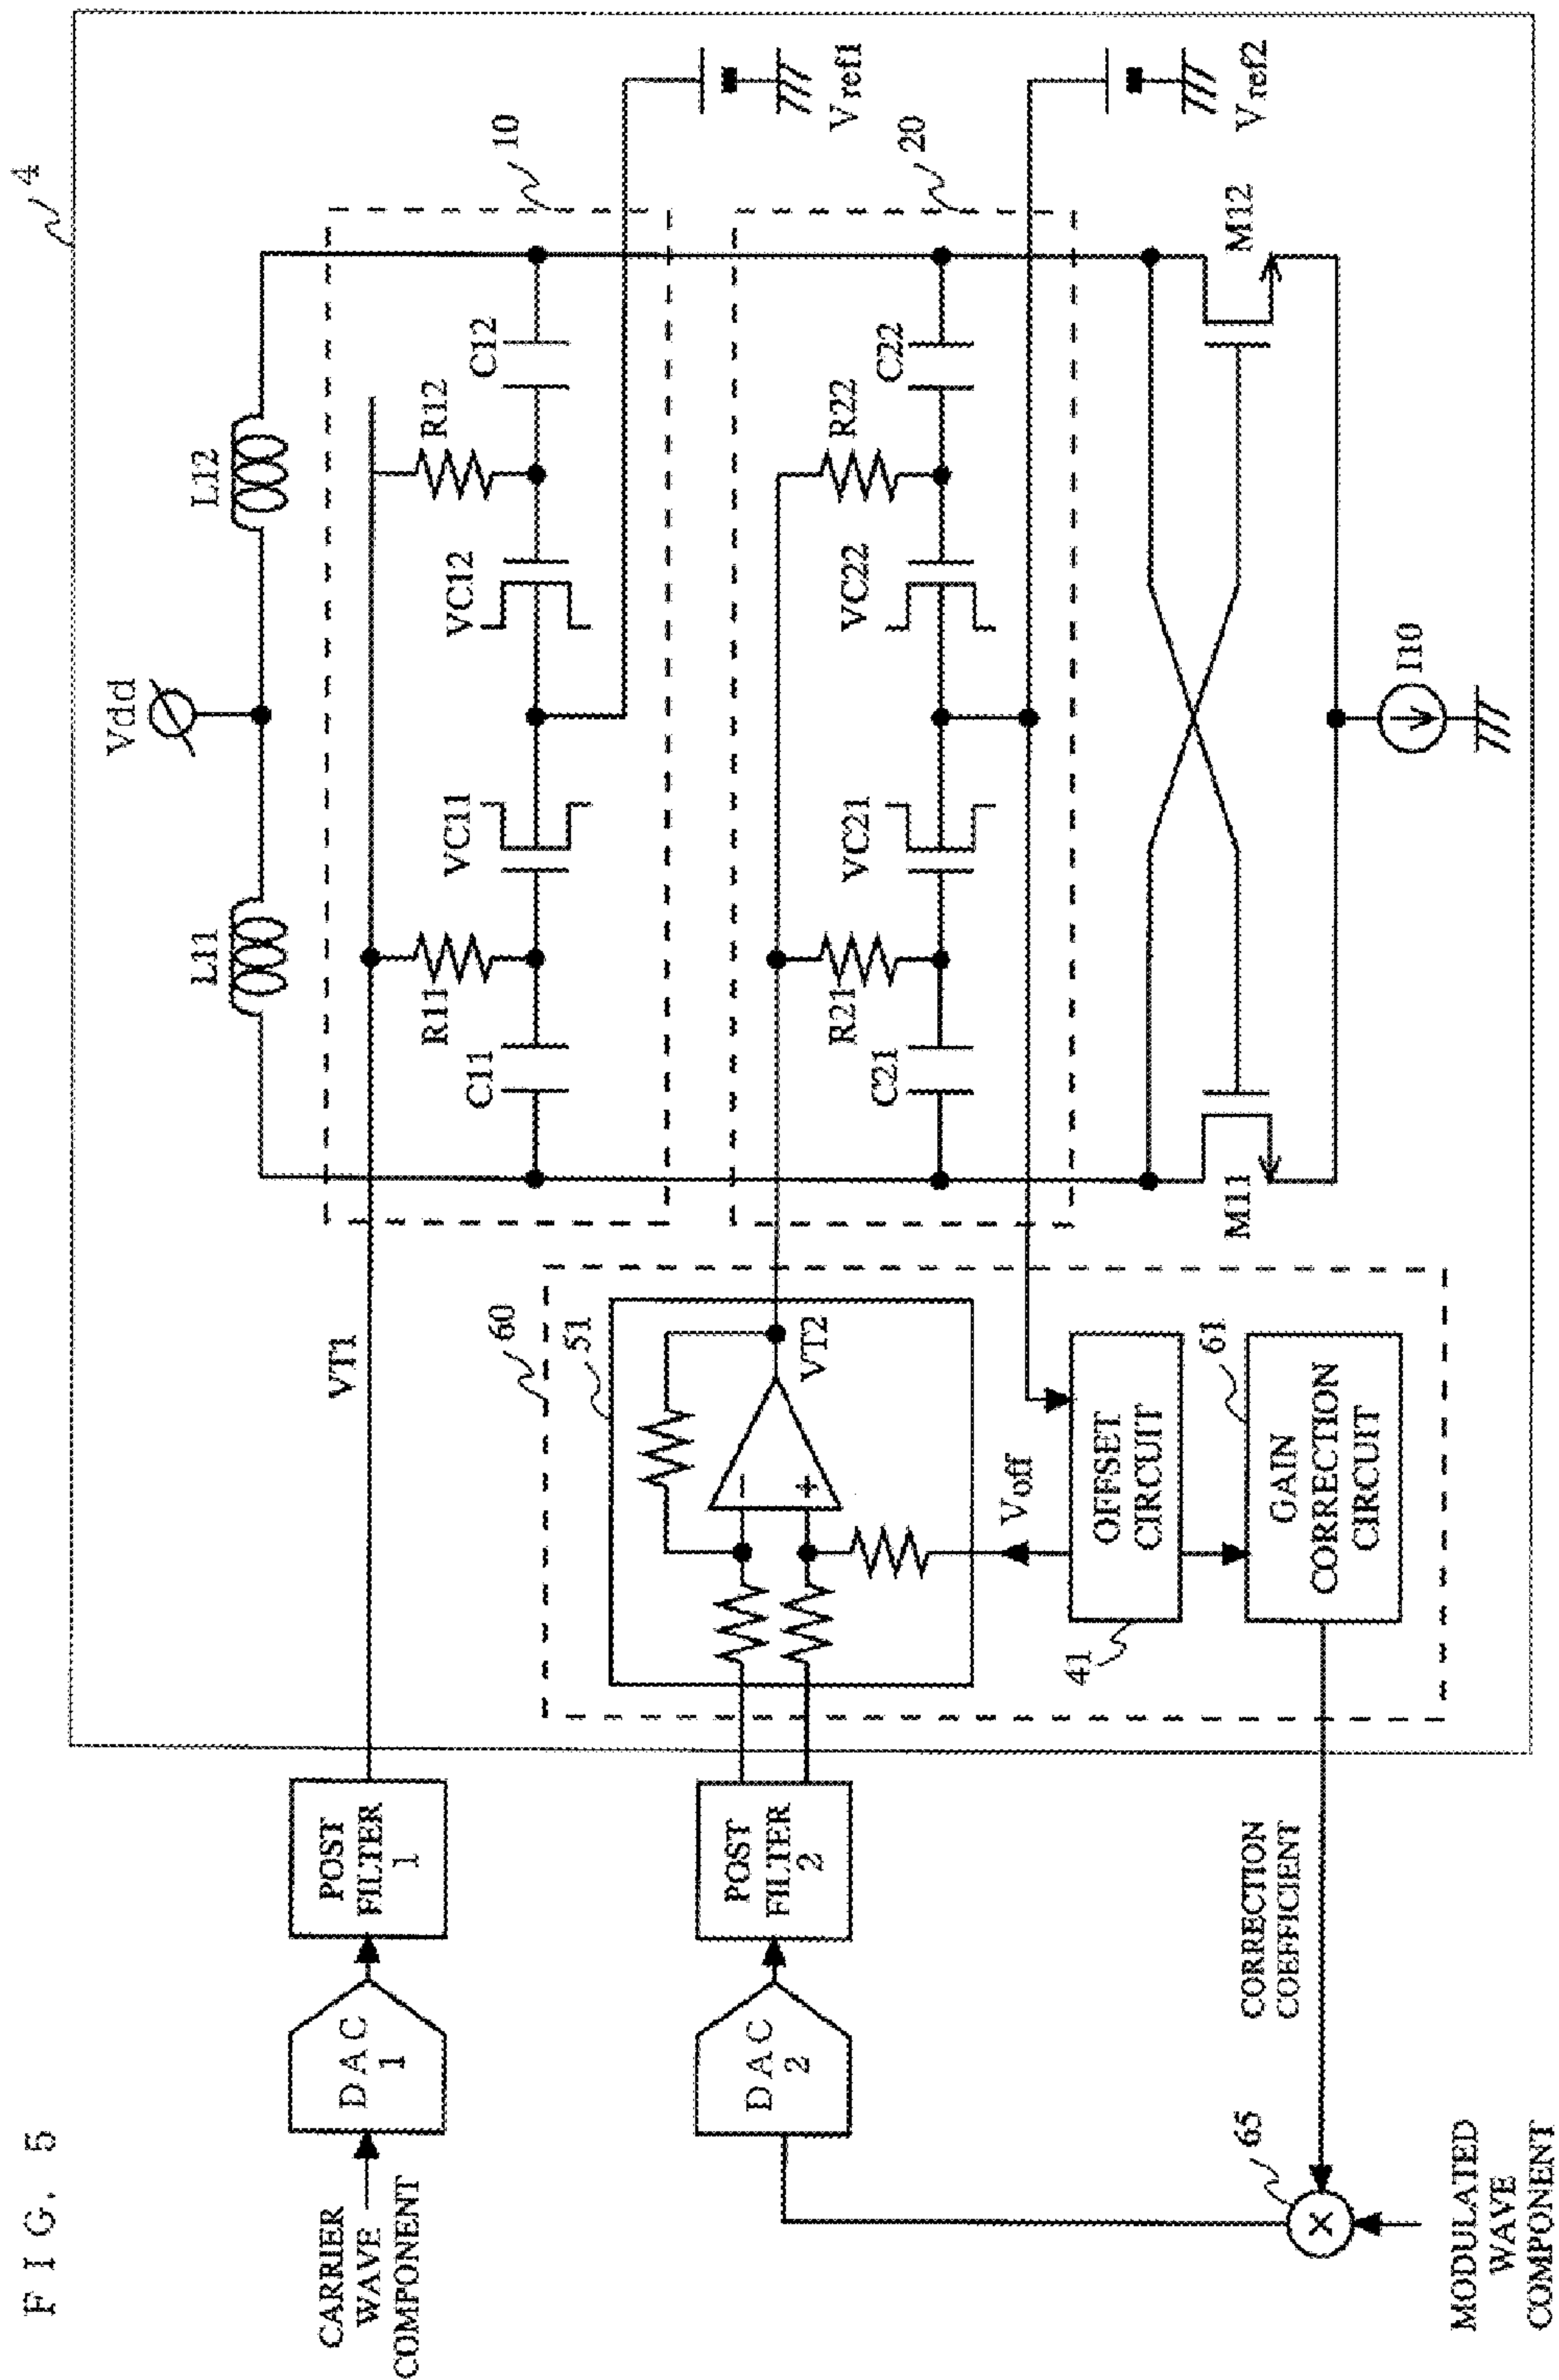 FIG. 5
4
Vdd
L11
L12
10
VT1
R11
R12
C11
VC11
VC12
C12
Vref1
20
R21
R22
C21
VC21
VC22
C22
Vref2
M11
M12
I10
60
51
VT2
−
+
Voff
41
OFFSET
CIRCUIT
61
GAIN
CORRECTION
CIRCUIT
CARRIER
WAVE
COMPONENT
DAC
1
POST
FILTER
1
DAC
2
POST
FILTER
2
CORRECTION
COEFFICIENT
65
×
MODULATED
WAVE
COMPONENT